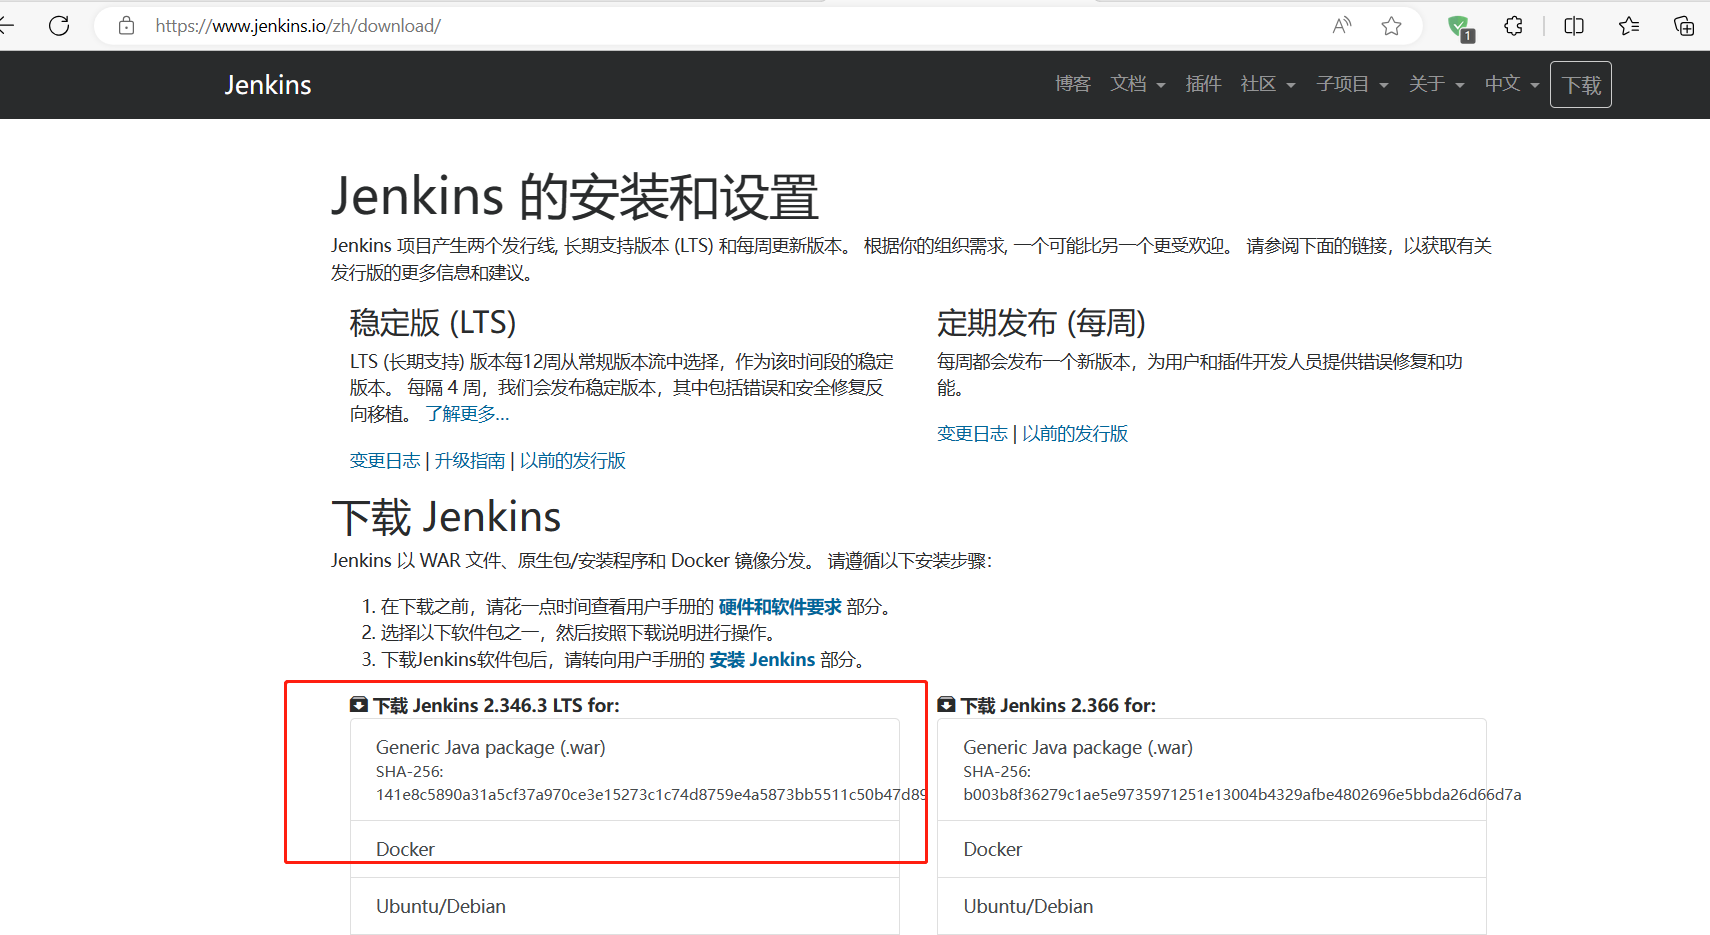 https://www.jenkins.io/zh/download/
1
Jenkins
博客 文档 插件 社区 子项目 关于 中文 下载
Jenkins 的安装和设置
Jenkins 项目产生两个发行线, 长期支持版本 (LTS) 和每周更新版本。 根据你的组织需求, 一个可能比另一个更受欢迎。 请参阅下面的链接，以获取有关
发行版的更多信息和建议。
稳定版 (LTS)
LTS (长期支持) 版本每12周从常规版本流中选择，作为该时间段的稳定
版本。 每隔 4 周，我们会发布稳定版本，其中包括错误和安全修复反
向移植。 了解更多...
变更日志 | 升级指南 | 以前的发行版
定期发布 (每周)
每周都会发布一个新版本，为用户和插件开发人员提供错误修复和功
能。
变更日志 | 以前的发行版
下载 Jenkins
Jenkins 以 WAR 文件、原生包/安装程序和 Docker 镜像分发。 请遵循以下安装步骤：
1. 在下载之前，请花一点时间查看用户手册的 硬件和软件要求 部分。
2. 选择以下软件包之一，然后按照下载说明进行操作。
3. 下载Jenkins软件包后，请转向用户手册的 安装 Jenkins 部分。
下载 Jenkins 2.346.3 LTS for:
Generic Java package (.war)
SHA-256:
141e8c5890a31a5cf37a970ce3e15273c1c74d8759e4a5873bb5511c50b47d89
Docker
Ubuntu/Debian
下载 Jenkins 2.366 for:
Generic Java package (.war)
SHA-256:
b003b8f36279c1ae5e9735971251e13004b4329afbe4802696e5bbda26d66d7a
Docker
Ubuntu/Debian